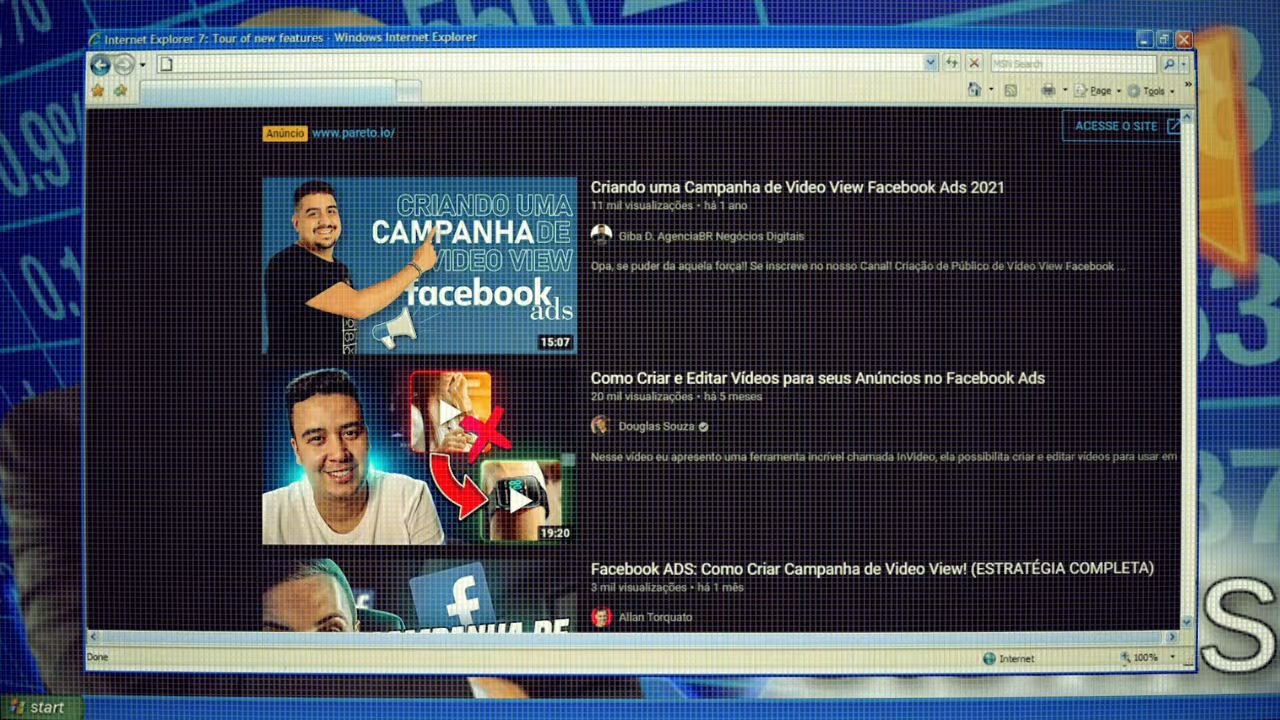 Internet Explorer 7: Tour of new features - Windows Internet Explorer
MSN Search
Page
Tools
Anúncio www.pareto.io/
ACESSE O SITE
CRIANDO UMA
CAMPANHA DE
VIDEO VIEW
facebook
ads
15:07
Criando uma Campanha de Video View Facebook Ads 2021
11 mil visualizações • há 1 ano
Giba D. AgenciaBR Negócios Digitais
Opa, se puder da aquela força!! Se inscreve no nosso Canal! Criação de Público de Vídeo View Facebook ...
19:20
Como Criar e Editar Vídeos para seus Anúncios no Facebook Ads
20 mil visualizações • há 5 meses
Douglas Souza
Nesse vídeo eu apresento uma ferramenta incrível chamada InVideo, ela possibilita criar e editar vídeos para usar em
CAMPANHA DE
Facebook ADS: Como Criar Campanha de Video View! (ESTRATÉGIA COMPLETA)
3 mil visualizações • há 1 mês
Allan Torquato
Done
Internet
100%
start
0.9%
S